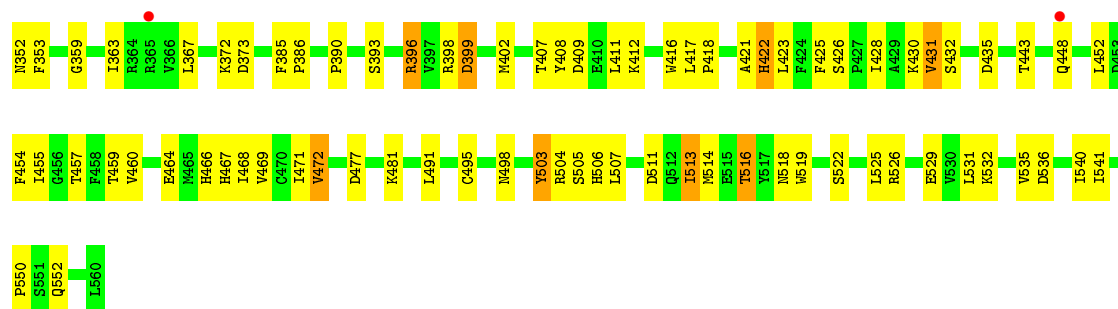 N352 F353 G359 I363 R364 R365 V366 L367 K372 D373 F385 P386 P390 S393 R396 V397 R398 D399 M402 T407 Y408 D409 E410 L411 K412 W416 L417 P418 A421 H422 L423 F424 F425 S426 P427 I428 A429 K430 V431 S432 D435 T443 Q448 L452 D453
F454 I455 G456 T457 F458 T459 V460 E464 M465 H466 H467 I468 V469 C470 I471 V472 D477 K481 L491 C495 N498 Y503 R504 S505 H506 L507 D511 Q512 I513 M514 E515 T516 Y517 N518 W519 S522 L525 R526 E529 V530 L531 K532 V535 D536 I540 I541
P550 S551 Q552 L560